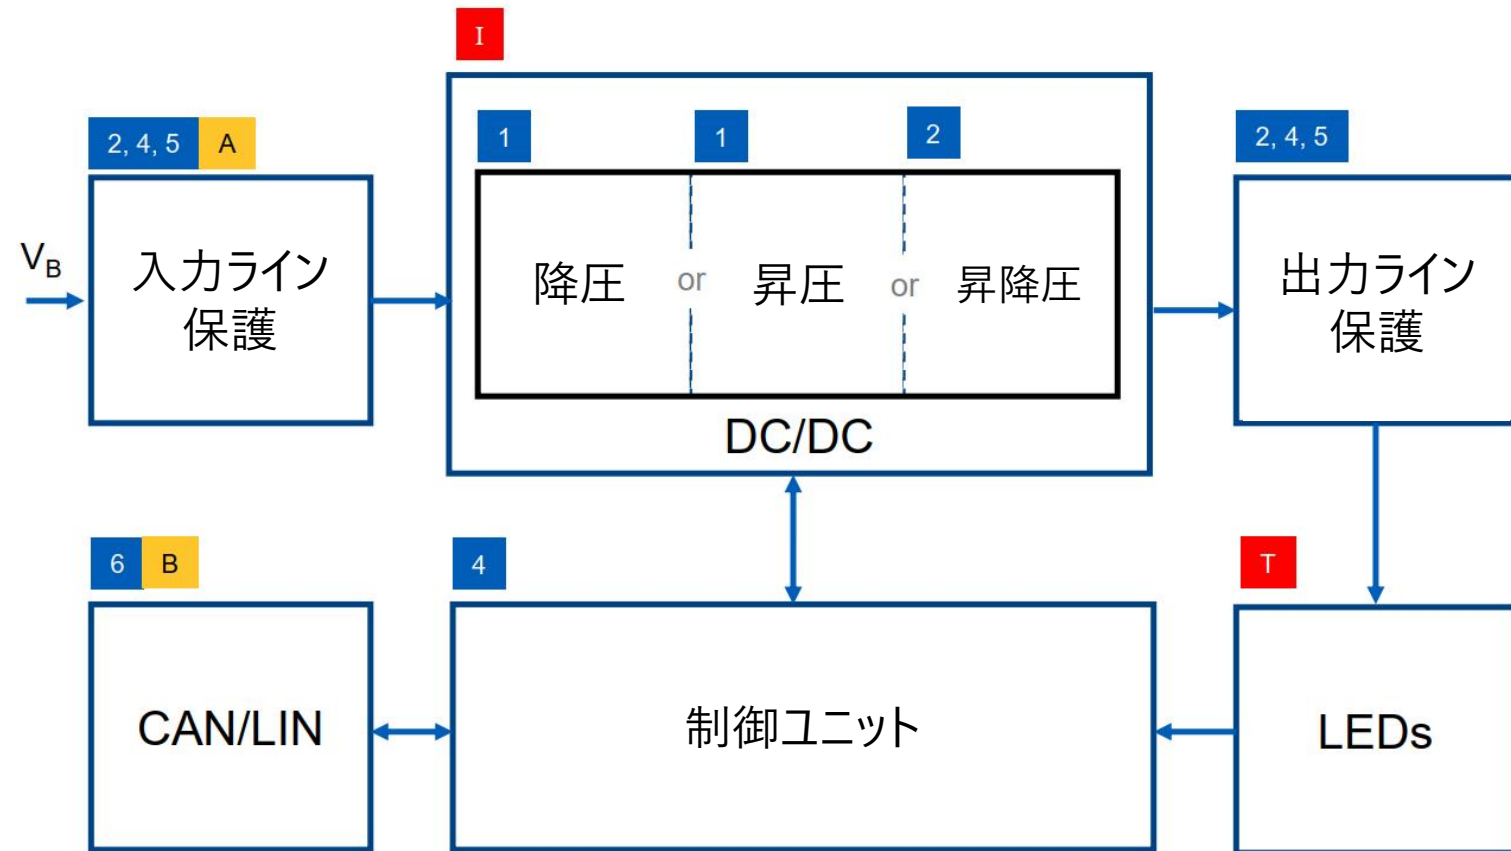 I
2, 4, 5 A
1
1
2
2, 4, 5
V_B
入力ライン
保護
降圧 or 昇圧 or 昇降圧
DC/DC
出力ライン
保護
6 B
4
T
CAN/LIN
制御ユニット
LEDs